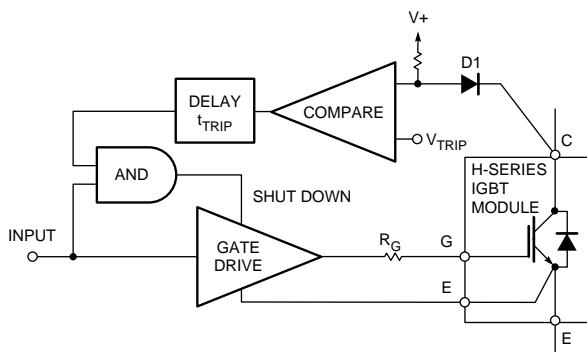 V+
D1
DELAY
tTRIP
COMPARE
VTRIP
C
H-SERIES
IGBT
MODULE
AND
SHUT DOWN
INPUT
GATE
DRIVE
RG
G
E
E